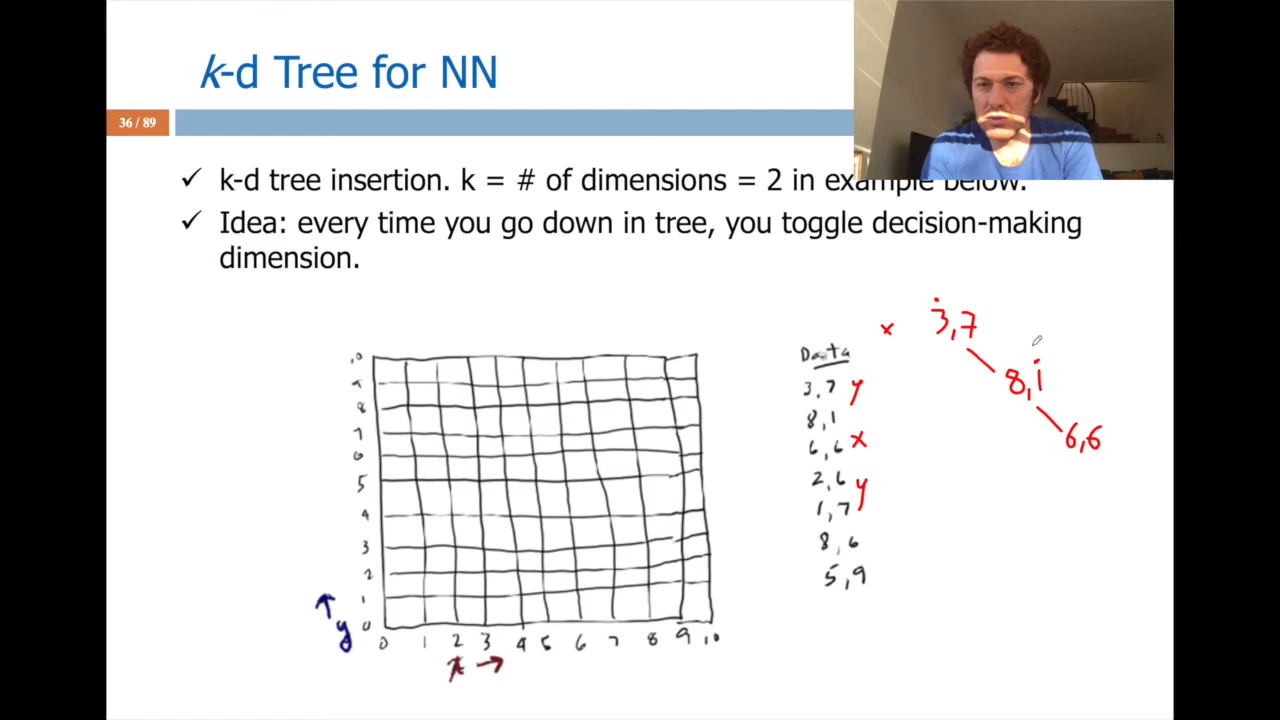 k-d Tree for NN
36 / 89
✓ k-d tree insertion. k = # of dimensions = 2 in example below.
✓ Idea: every time you go down in tree, you toggle decision-making
dimension.
x 3,7
8,1
6,6
Data
3,7 y
8,1
6,6 x
2,6
1,7 y
8,6
5,9
10
9
8
7
6
5
4
3
2
1
0
y
0 1 2 3 4 5 6 7 8 9 10
x